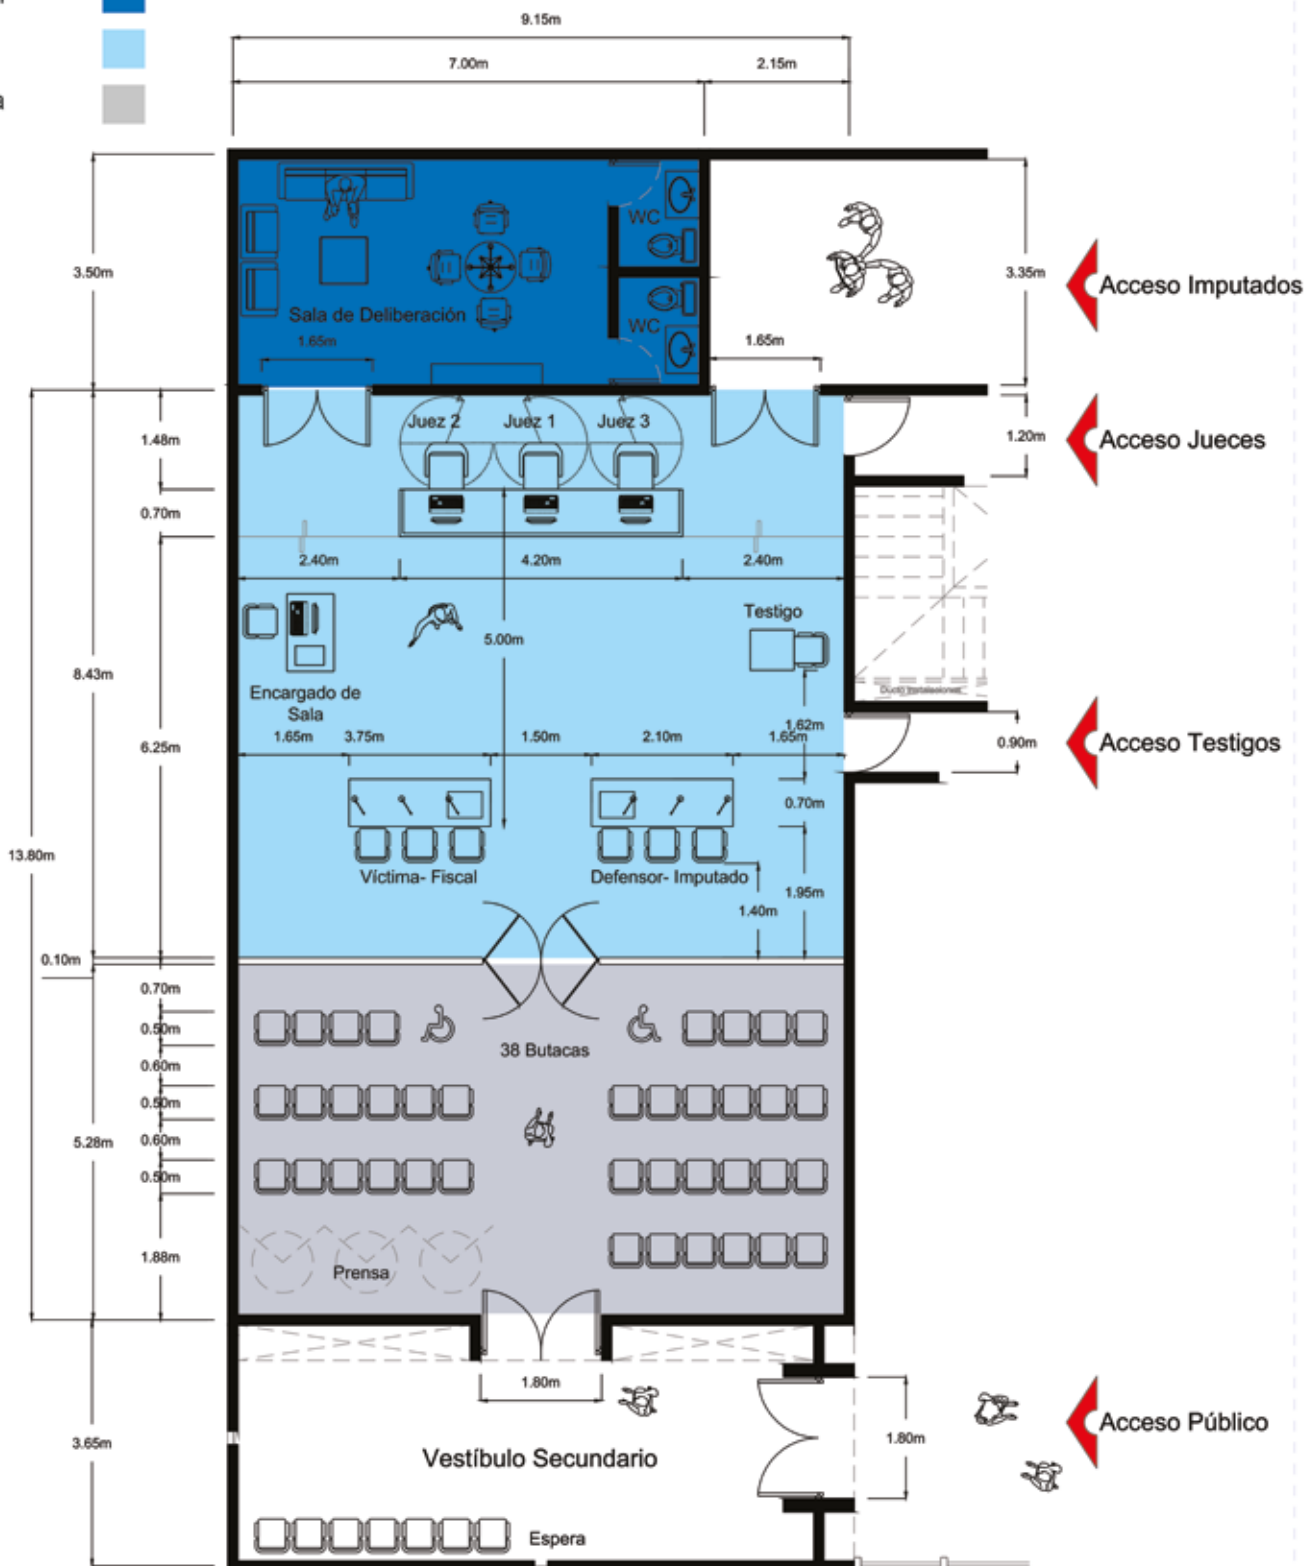 9.15m
7.00m
2.15m
a
WC
3.50m
3.35m
Acceso Imputados
Sala de Deliberación
WC
1.65m
1.65m
Juez 2
Juez 1
Juez 3
1.48m
1.20m
Acceso Jueces
0.70m
2.40m
4.20m
2.40m
Testigo
5.00m
8.43m
Encargado de
Sala
Ducto Instalaciones
1.62m
1.65m
3.75m
1.50m
2.10m
1.65m
6.25m
0.90m
Acceso Testigos
0.70m
13.80m
Víctima- Fiscal
Defensor- Imputado
1.95m
1.40m
0.10m
0.70m
0.50m
38 Butacas
0.60m
0.50m
5.28m
0.60m
0.50m
1.88m
Prensa
1.80m
Acceso Público
3.65m
1.80m
Vestíbulo Secundario
Espera